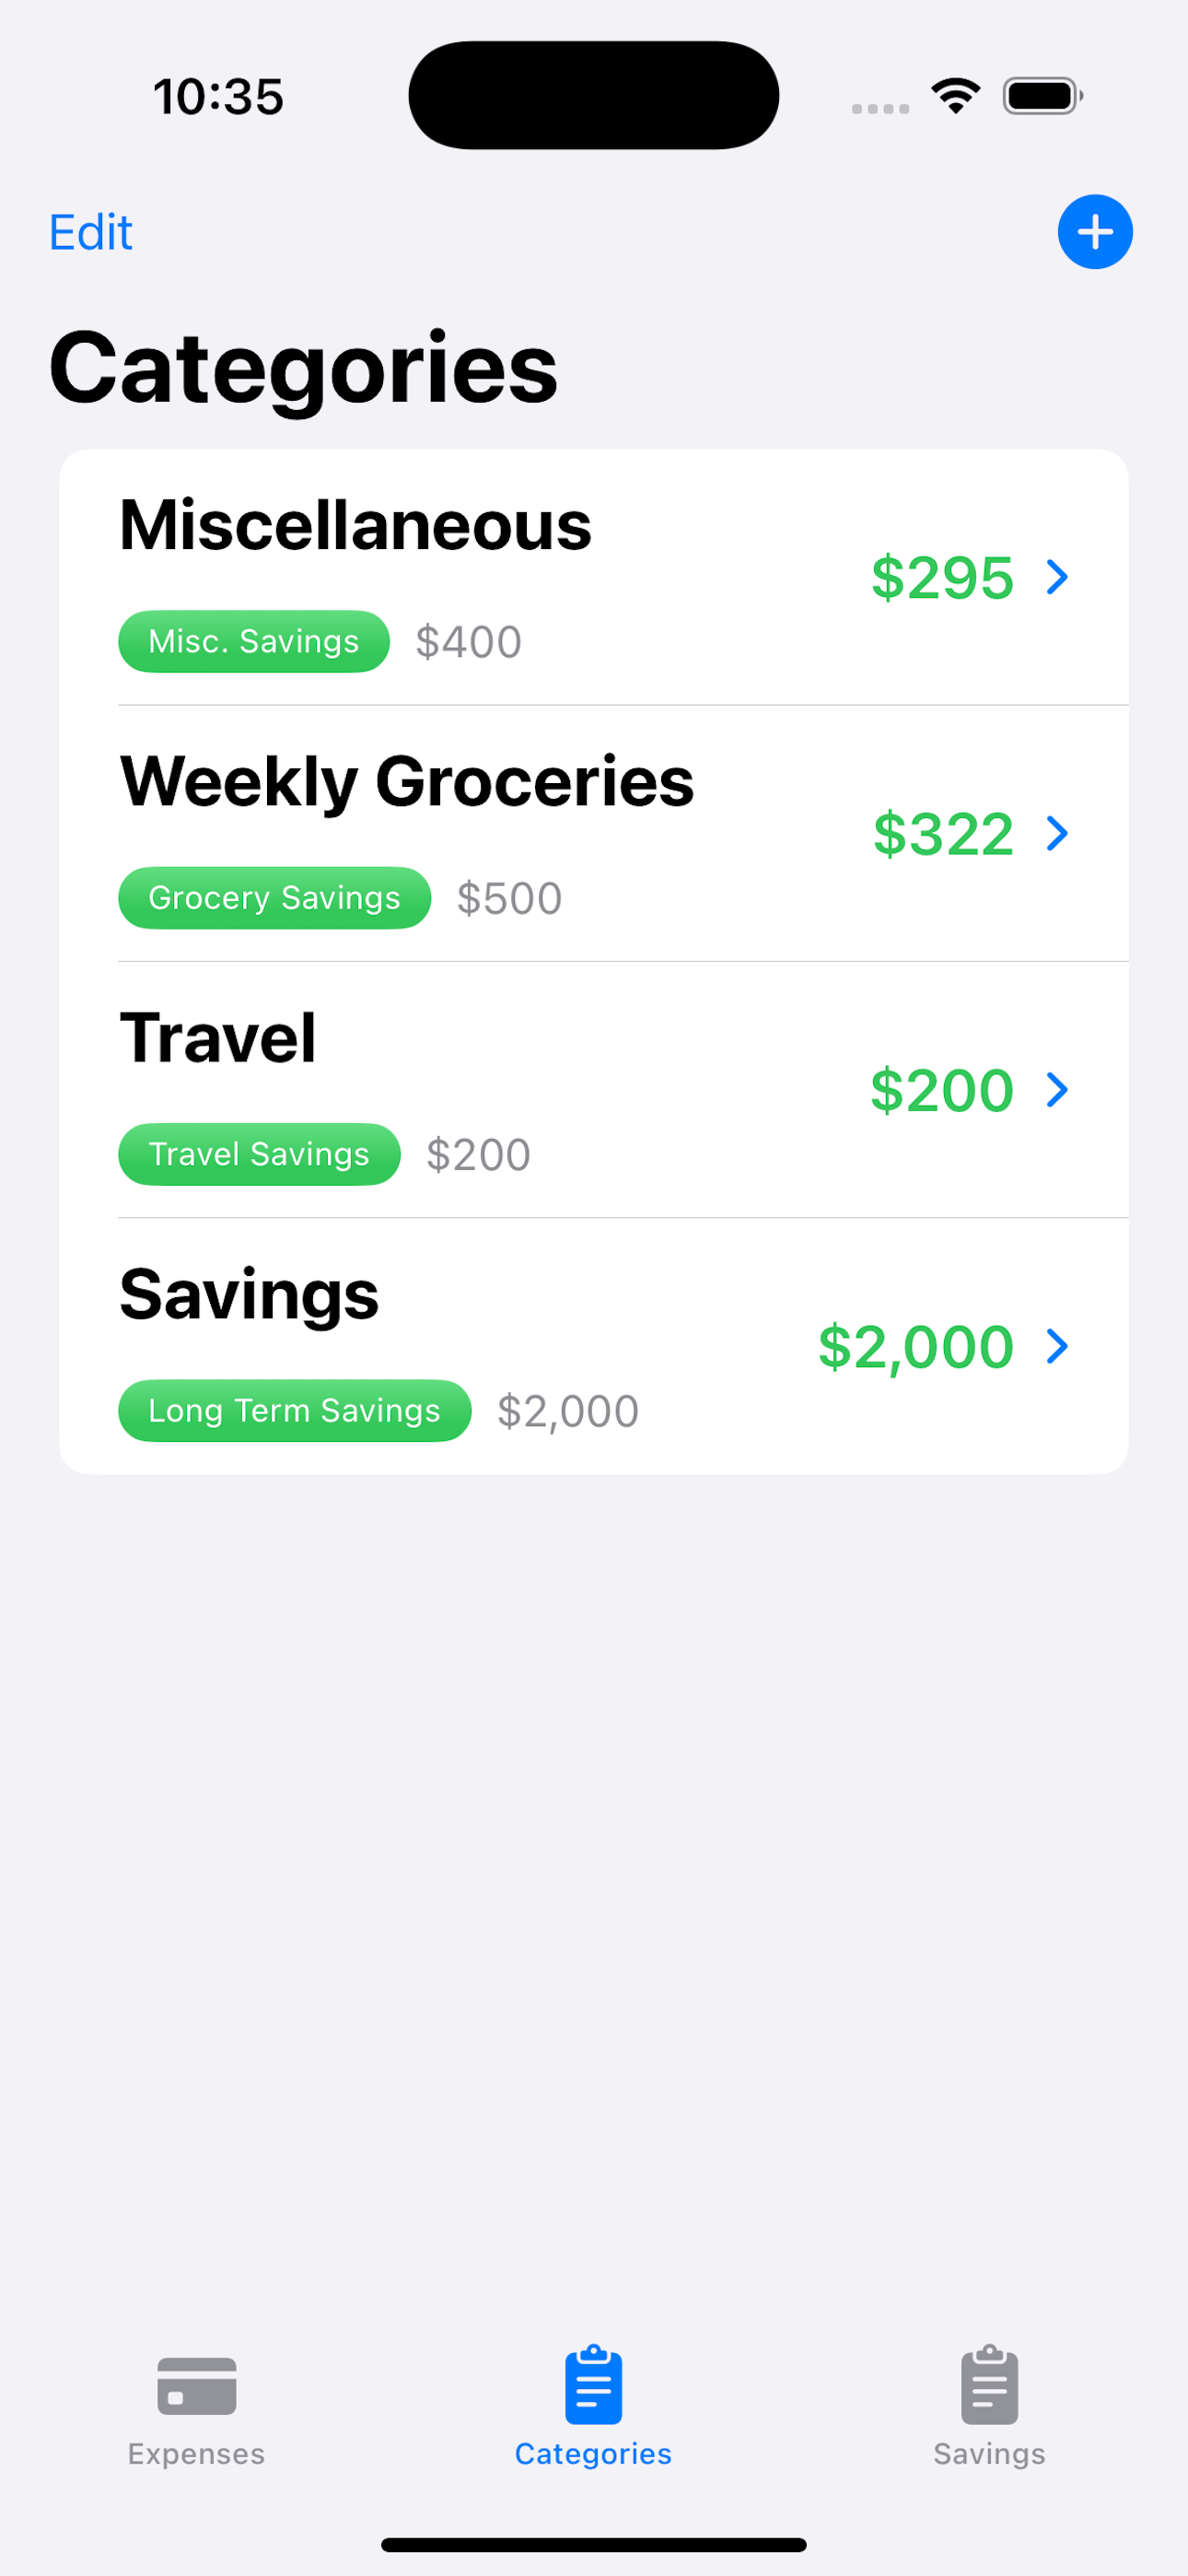 10:35
Edit
Categories
Miscellaneous
$295
Misc. Savings $400
Weekly Groceries
$322
Grocery Savings $500
Travel
$200
Travel Savings $200
Savings
$2,000
Long Term Savings $2,000
Expenses Categories Savings